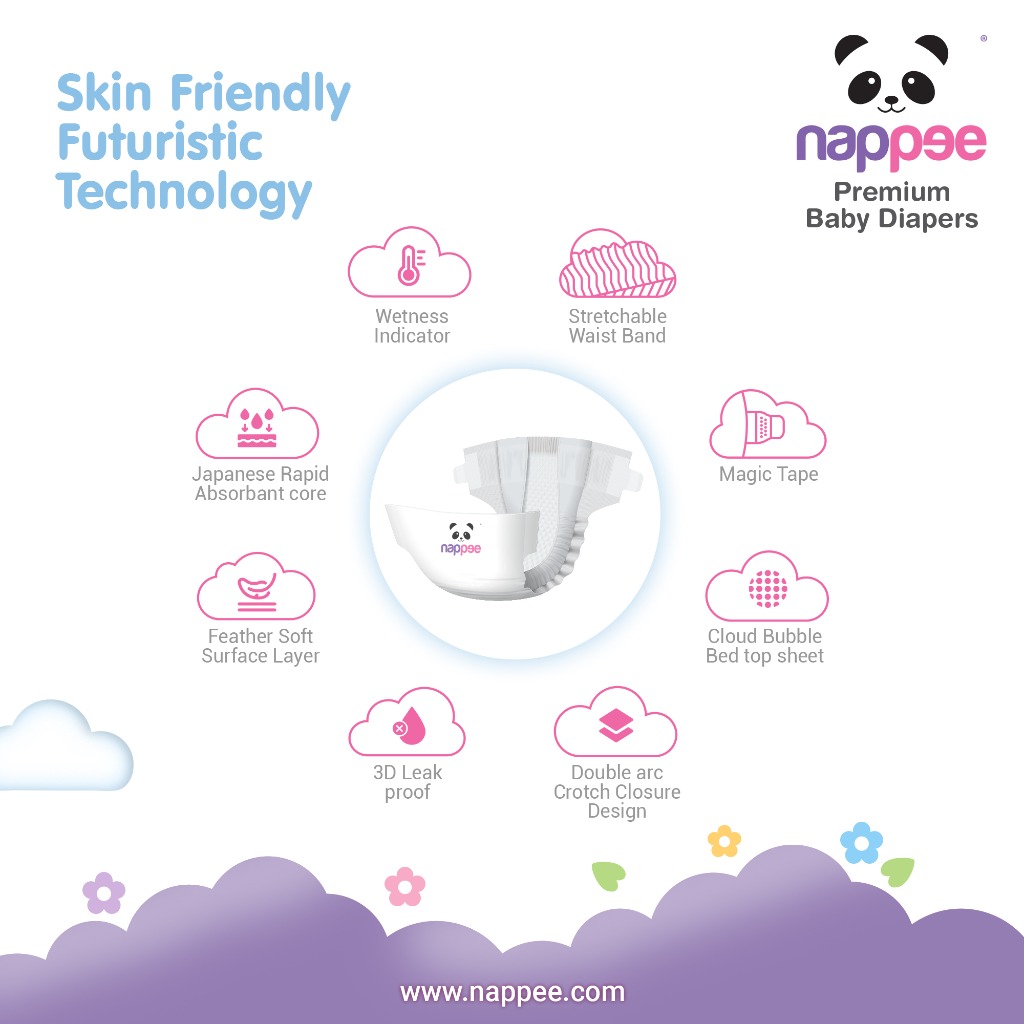 Skin Friendly
Futuristic
Technology
®
nappee
Premium
Baby Diapers
Wetness
Indicator
Stretchable
Waist Band
Japanese Rapid
Absorbant core
Magic Tape
nappee
Feather Soft
Surface Layer
Cloud Bubble
Bed top sheet
3D Leak
proof
Double arc
Crotch Closure
Design
www.nappee.com